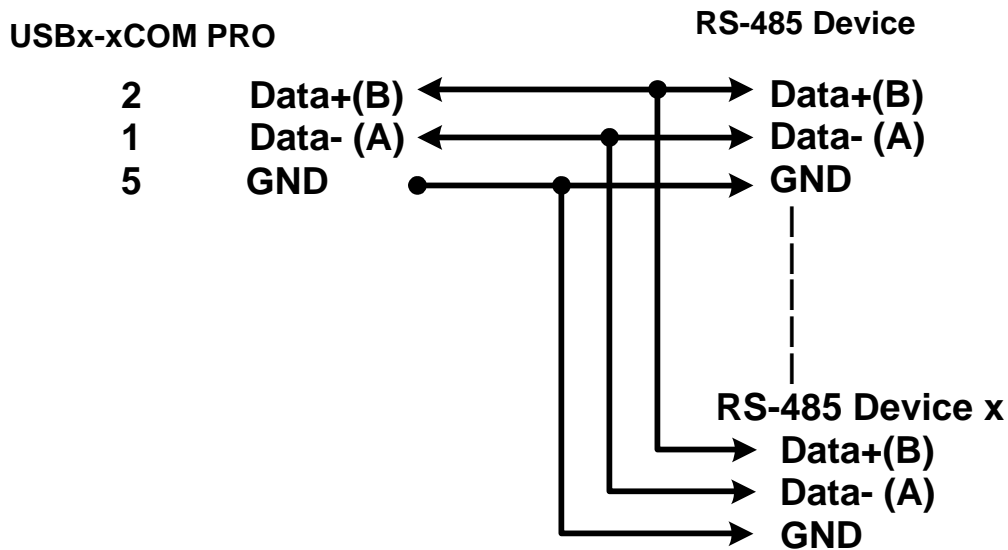 USBx-xCOM PRO
RS-485 Device
2 Data+(B) Data+(B)
1 Data- (A) Data- (A)
5 GND GND
RS-485 Device x
Data+(B)
Data- (A)
GND